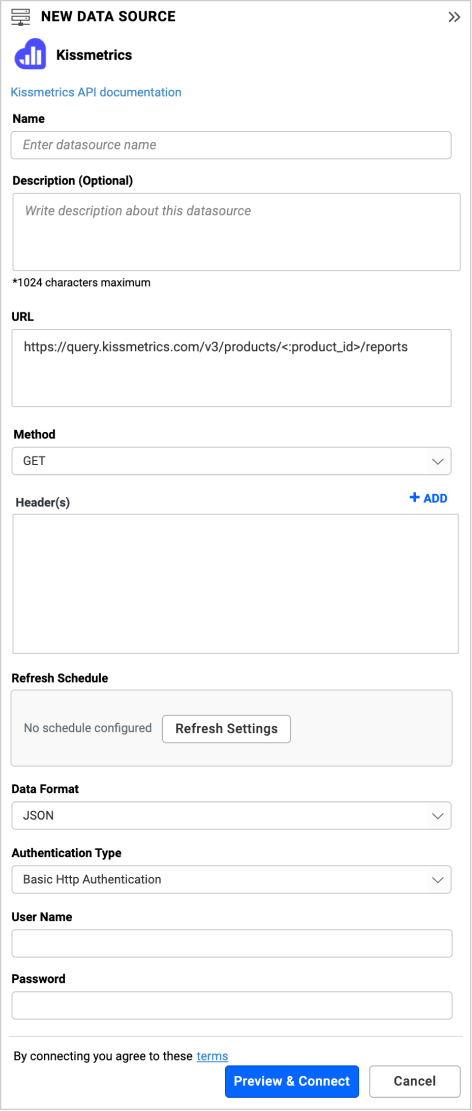 NEW DATA SOURCE
Kissmetrics
Kissmetrics API documentation
Name
Enter datasource name
Description (Optional)
Write description about this datasource
*1024 characters maximum
URL
https://query.kissmetrics.com/v3/products/<:product_id>/reports
Method
GET
Header(s)
+ ADD
Refresh Schedule
No schedule configured Refresh Settings
Data Format
JSON
Authentication Type
Basic Http Authentication
User Name
Password
By connecting you agree to these terms
Preview & Connect Cancel